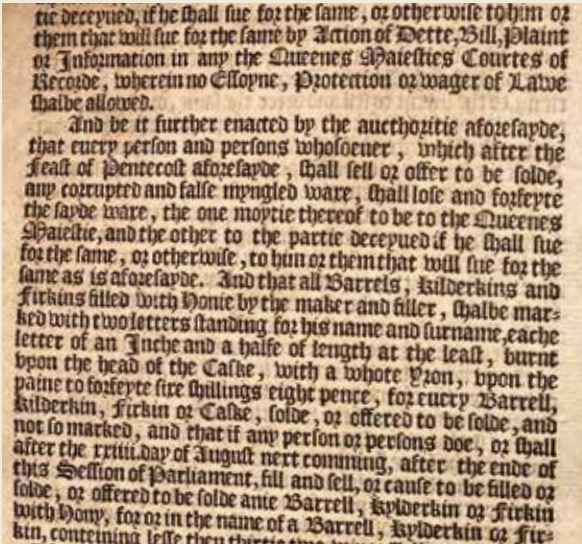 tie deceyued, if he shall sue for the same, or otherwise to him or
them that will sue for the same by Action of Dette, Bill, Plaint
or Information in any the Queenes Maiesties Courtes of
Recorde, wherein no Essoyne, Protection or wager of Lawe
shalbe allowed.
And be it further enacted by the aucthoritie aforesayde,
that euery person and persons whosoeuer, which after the
Feast of Pentecost aforesayde, shall sell or offer to be solde,
any corrupted and false myngled ware, shall lose and forfeyte
the sayde ware, the one moytie thereof to be to the Queenes
Maiestie, and the other to the partie deceyued if he shall sue
for the same, or otherwise, to him or them that will sue for the
same as is aforesayde. And that all Barrels, Kilderkins and
Firkins filled with Honie by the maker and filler, shalbe mar-
ked with two letters standing for his name and surname, eache
letter of an Inche and a halfe of length at the least, burnt
vpon the head of the Caske, with a whote Yron, vpon the
paine to forfeyte sixe shillings eight pence, for euery Barrell,
Kilderkin, Firkin or Caske, solde, or offered to be solde, and
not so marked, and that if any person or persons doe, or shall
after the xxiiii.day of August next comming, after the ende of
this Session of Parliament, fill and sell, or cause to be filled or
solde, or offered to be solde anie Barrell, Kylderkin or Firkin
with Hony, for or in the name of a Barrell, Kylderkin or Fir-
kin, conteining lesse then thirtie two